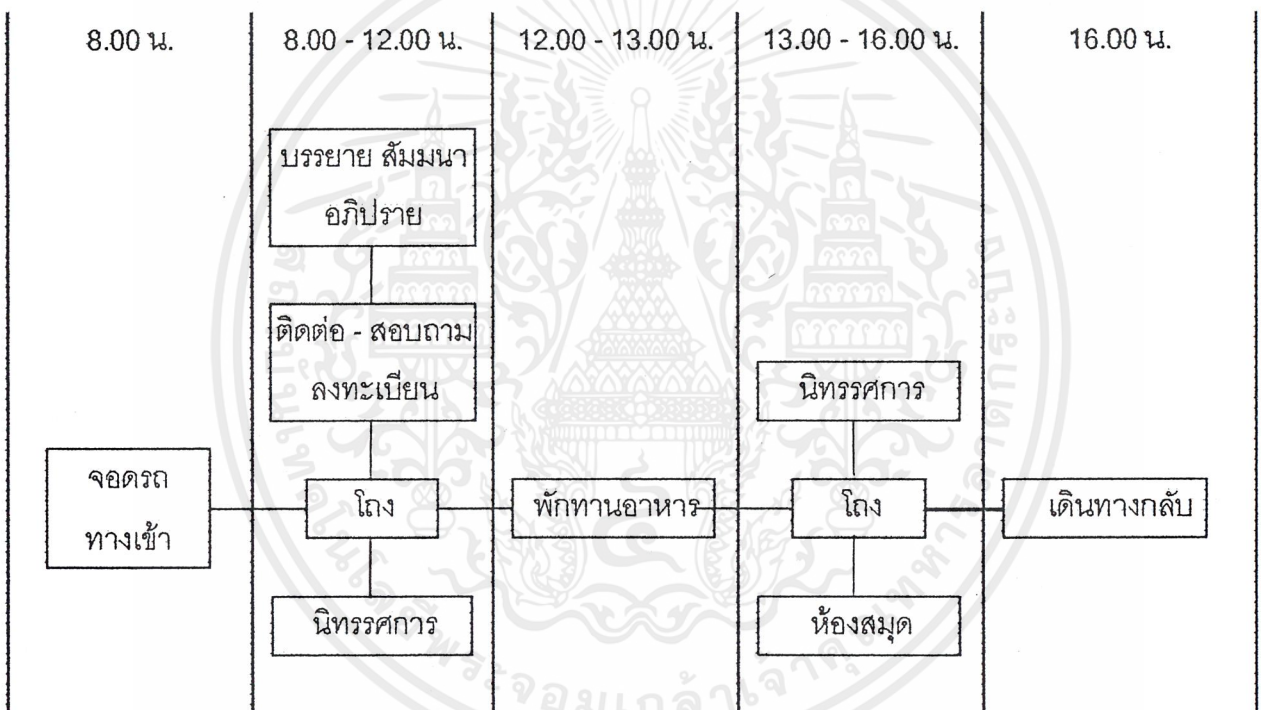 8.00 น.
8.00 - 12.00 น.
12.00 - 13.00 น.
13.00 - 16.00 น.
16.00 น.
บรรยาย สัมมนา
อภิปราย
ติดต่อ - สอบถาม
ลงทะเบียน
นิทรรศการ
จอดรถ
ทางเข้า
โถง
พักทานอาหาร
โถง
เดินทางกลับ
นิทรรศการ
ห้องสมุด